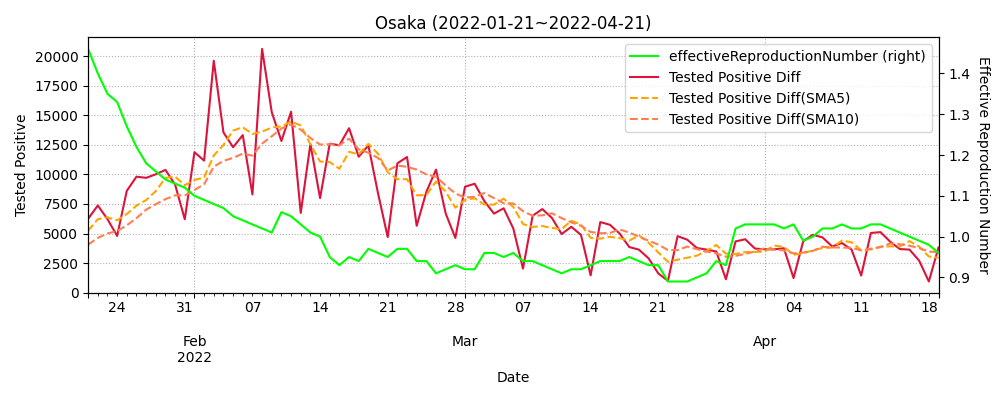 Osaka (2022-01-21~2022-04-21)
effectiveReproductionNumber (right)
Tested Positive Diff
Tested Positive Diff(SMA5)
Tested Positive Diff(SMA10)
Tested Positive
20000
17500
15000
12500
10000
7500
5000
2500
0
1.4
1.3
1.2
1.1
1.0
0.9
Effective Reproduction Number
24 31 07 14 21 28 07 14 21 28 04 11 18
Feb Mar Apr
2022
Date